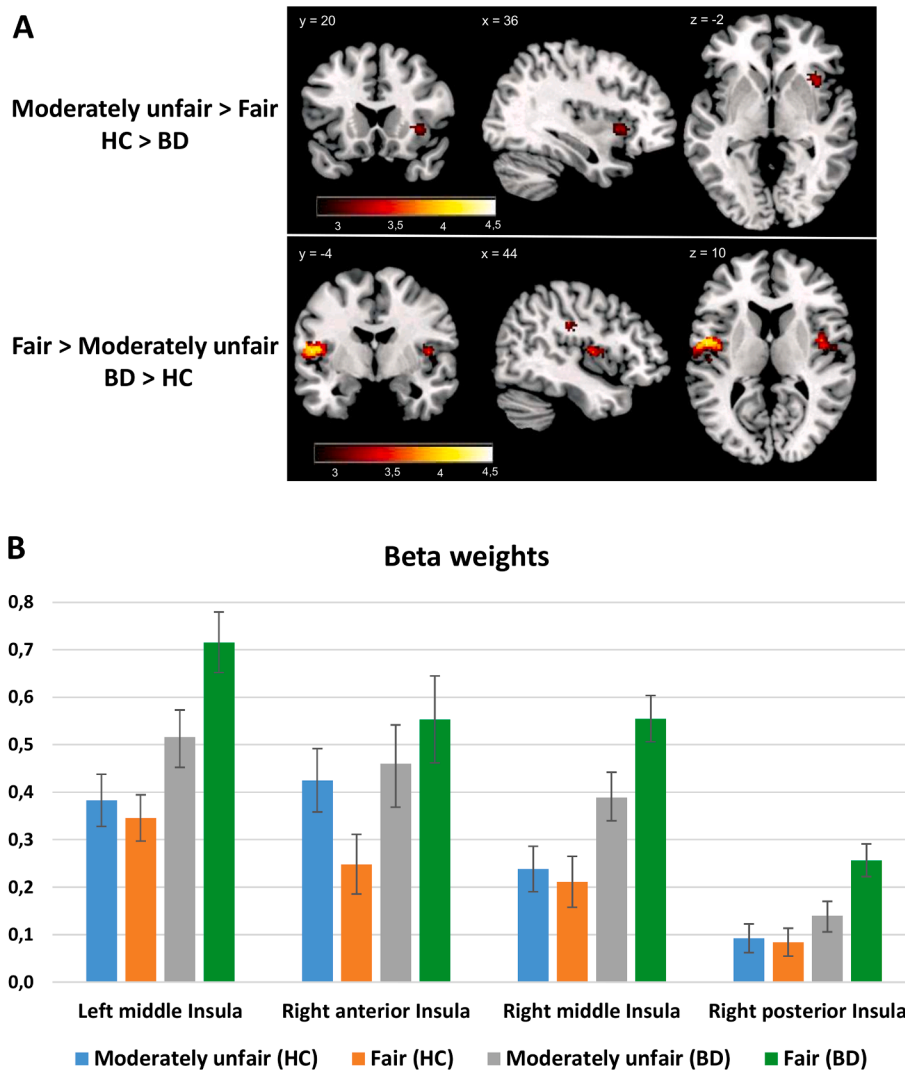 A
y = 20
x = 36
z = -2
Moderately unfair > Fair
HC > BD
3 3,5 4 4,5
y = -4
x = 44
z = 10
Fair > Moderately unfair
BD > HC
3 3,5 4 4,5
B
Beta weights
0,8
0,7
0,6
0,5
0,4
0,3
0,2
0,1
0,0
Left middle Insula
Right anterior Insula
Right middle Insula
Right posterior Insula
Moderately unfair (HC)
Fair (HC)
Moderately unfair (BD)
Fair (BD)